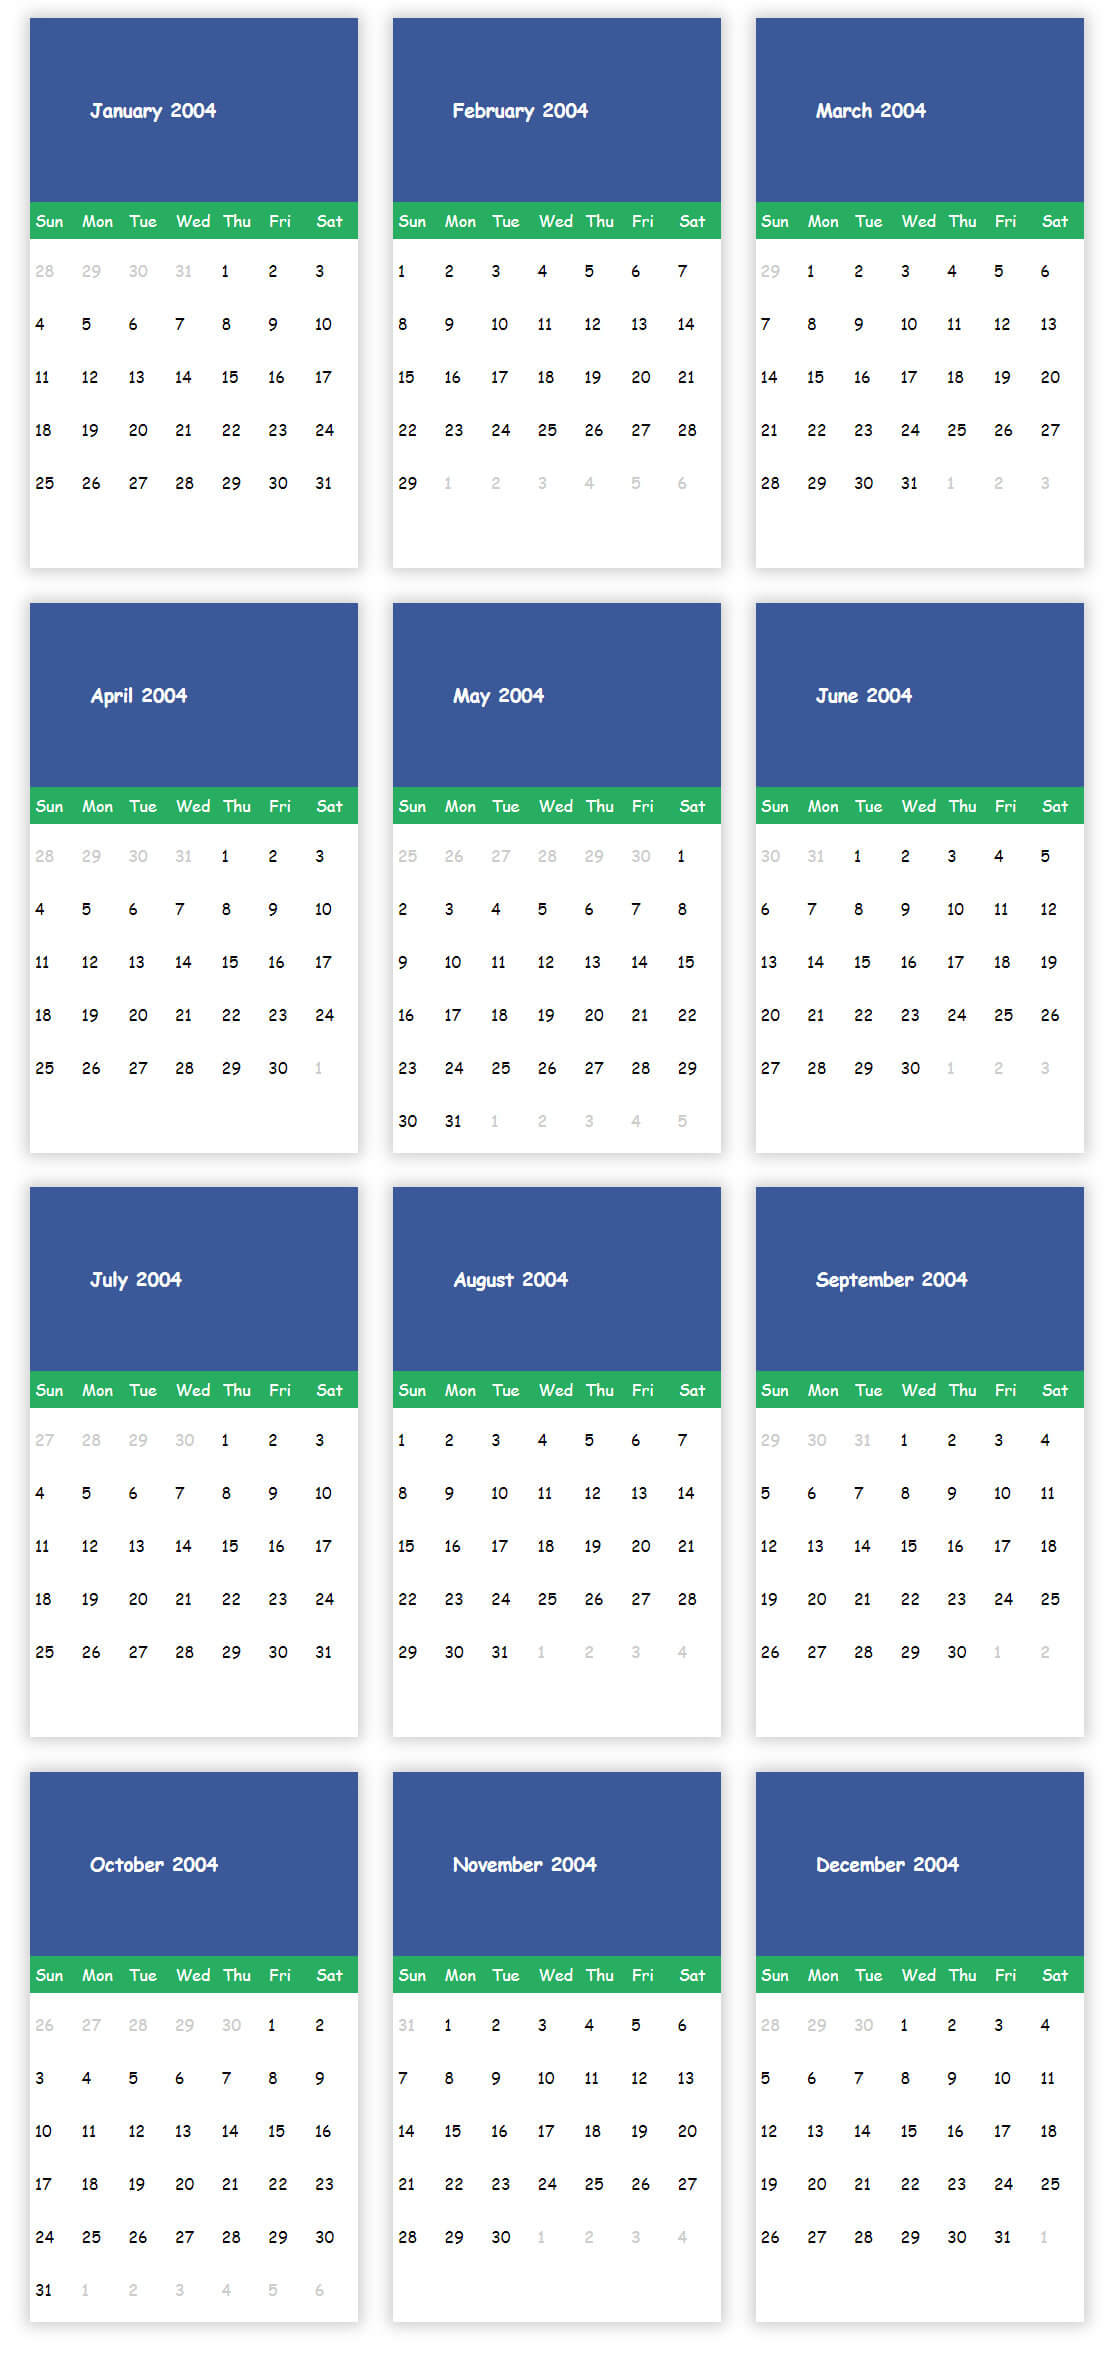 January 2004 February 2004 March 2004
Sun Mon Tue Wed Thu Fri Sat Sun Mon Tue Wed Thu Fri Sat Sun Mon Tue Wed Thu Fri Sat
28 29 30 31 1 2 3 1 2 3 4 5 6 7 29 1 2 3 4 5 6
4 5 6 7 8 9 10 8 9 10 11 12 13 14 7 8 9 10 11 12 13
11 12 13 14 15 16 17 15 16 17 18 19 20 21 14 15 16 17 18 19 20
18 19 20 21 22 23 24 22 23 24 25 26 27 28 21 22 23 24 25 26 27
25 26 27 28 29 30 31 29 1 2 3 4 5 6 28 29 30 31 1 2 3
April 2004 May 2004 June 2004
Sun Mon Tue Wed Thu Fri Sat Sun Mon Tue Wed Thu Fri Sat Sun Mon Tue Wed Thu Fri Sat
28 29 30 31 1 2 3 25 26 27 28 29 30 1 30 31 1 2 3 4 5
4 5 6 7 8 9 10 2 3 4 5 6 7 8 6 7 8 9 10 11 12
11 12 13 14 15 16 17 9 10 11 12 13 14 15 13 14 15 16 17 18 19
18 19 20 21 22 23 24 16 17 18 19 20 21 22 20 21 22 23 24 25 26
25 26 27 28 29 30 1 23 24 25 26 27 28 29 27 28 29 30 1 2 3
30 31 1 2 3 4 5
July 2004 August 2004 September 2004
Sun Mon Tue Wed Thu Fri Sat Sun Mon Tue Wed Thu Fri Sat Sun Mon Tue Wed Thu Fri Sat
27 28 29 30 1 2 3 1 2 3 4 5 6 7 29 30 31 1 2 3 4
4 5 6 7 8 9 10 8 9 10 11 12 13 14 5 6 7 8 9 10 11
11 12 13 14 15 16 17 15 16 17 18 19 20 21 12 13 14 15 16 17 18
18 19 20 21 22 23 24 22 23 24 25 26 27 28 19 20 21 22 23 24 25
25 26 27 28 29 30 31 29 30 31 1 2 3 4 26 27 28 29 30 1 2
October 2004 November 2004 December 2004
Sun Mon Tue Wed Thu Fri Sat Sun Mon Tue Wed Thu Fri Sat Sun Mon Tue Wed Thu Fri Sat
26 27 28 29 30 1 2 31 1 2 3 4 5 6 28 29 30 1 2 3 4
3 4 5 6 7 8 9 7 8 9 10 11 12 13 5 6 7 8 9 10 11
10 11 12 13 14 15 16 14 15 16 17 18 19 20 12 13 14 15 16 17 18
17 18 19 20 21 22 23 21 22 23 24 25 26 27 19 20 21 22 23 24 25
24 25 26 27 28 29 30 28 29 30 1 2 3 4 26 27 28 29 30 31 1
31 1 2 3 4 5 6